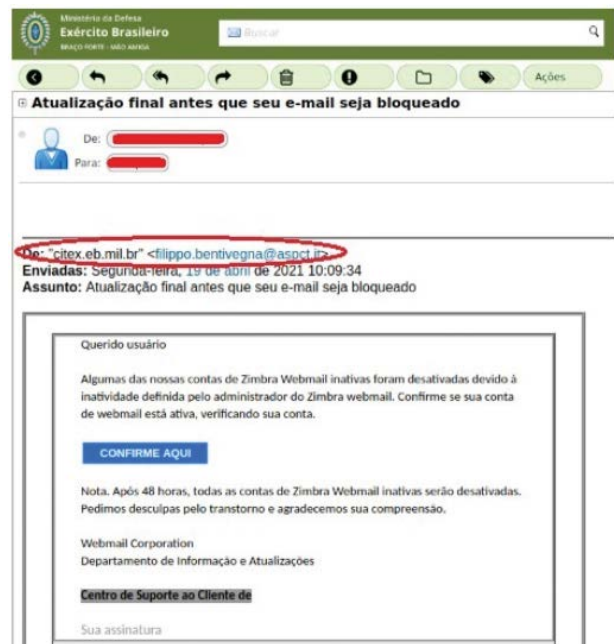 Ministério da Defesa
Exército Brasileiro
BRAÇO FORTE - MÃO AMIGA
Buscar
Ações
Atualização final antes que seu e-mail seja bloqueado
De:
Para:
De: "citex.eb.mil.br" <filippo.bentivegna@aspct.it>
Enviadas: Segunda-feira, 19 de abril de 2021 10:09:34
Assunto: Atualização final antes que seu e-mail seja bloqueado
Querido usuário
Algumas das nossas contas de Zimbra Webmail inativas foram desativadas devido à
inatividade definida pelo administrador do Zimbra webmail. Confirme se sua conta
de webmail está ativa, verificando sua conta.
CONFIRME AQUI
Nota. Após 48 horas, todas as contas de Zimbra Webmail inativas serão desativadas.
Pedimos desculpas pelo transtorno e agradecemos sua compreensão.
Webmail Corporation
Departamento de Informação e Atualizações
Centro de Suporte ao Cliente de
Sua assinatura